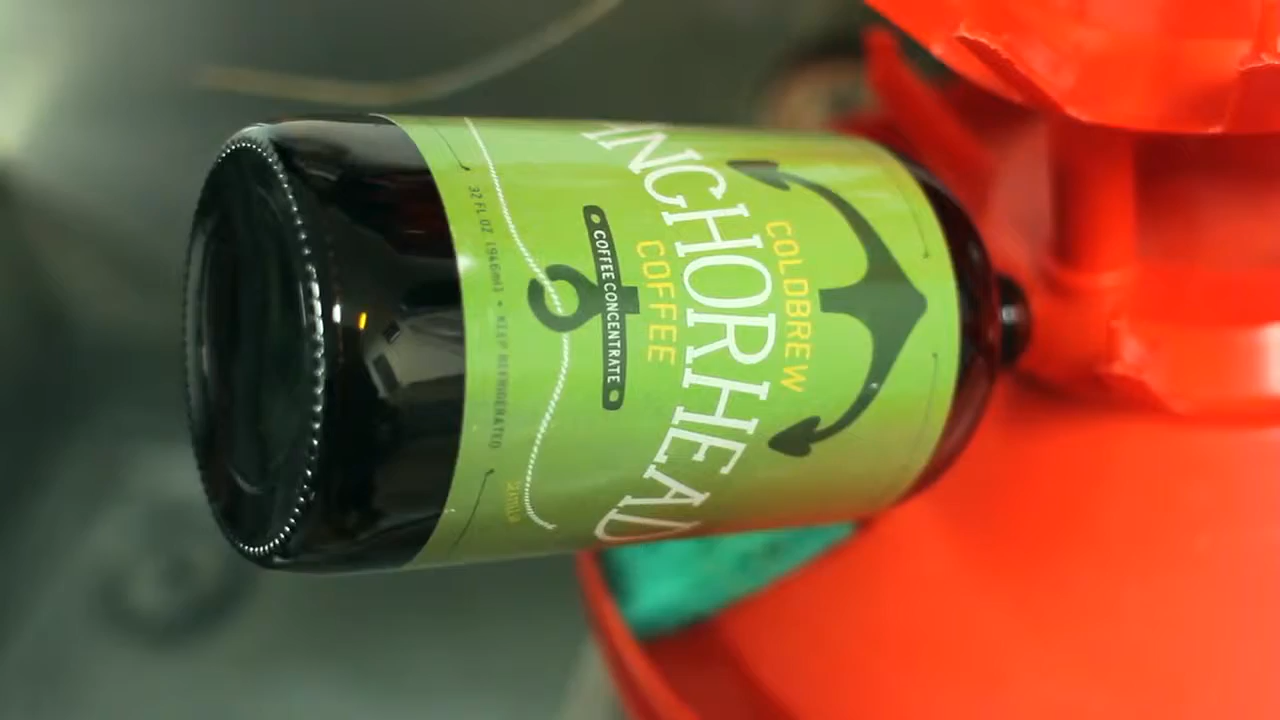 COLDBREW
ANCHORHEAD
COFFEE
COFFEE CONCENTRATE
32 FL OZ (946ml) • KEEP REFRIGERATED